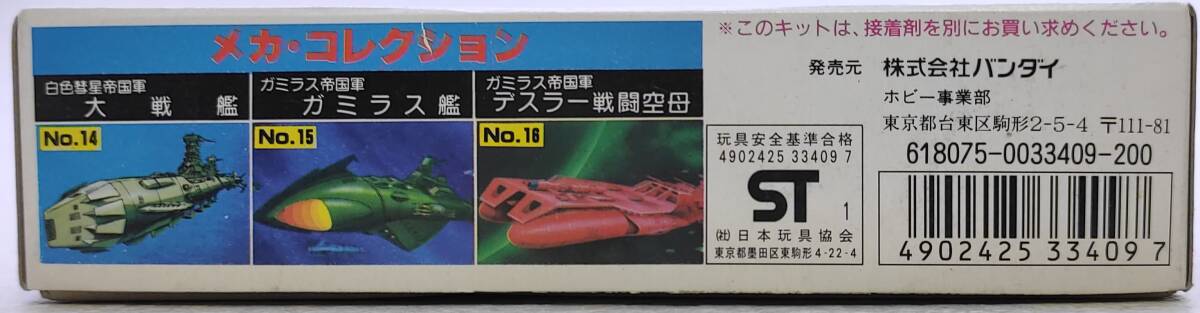 メカ・コレクション
白色彗星帝国軍
大戦艦
ガミラス帝国軍
ガミラス艦
ガミラス帝国軍
デスラー戦闘空母
No.14
No.15
No.16
※このキットは、接着剤を別にお買い求めください。
発売元 株式会社バンダイ
ホビー事業部
東京都台東区駒形2-5-4 〒111-81
618075-0033409-200
玩具安全基準合格
4902425 33409 7
ST 1
㈳日本玩具協会
東京都墨田区東駒形4-22-4
4902425 334097